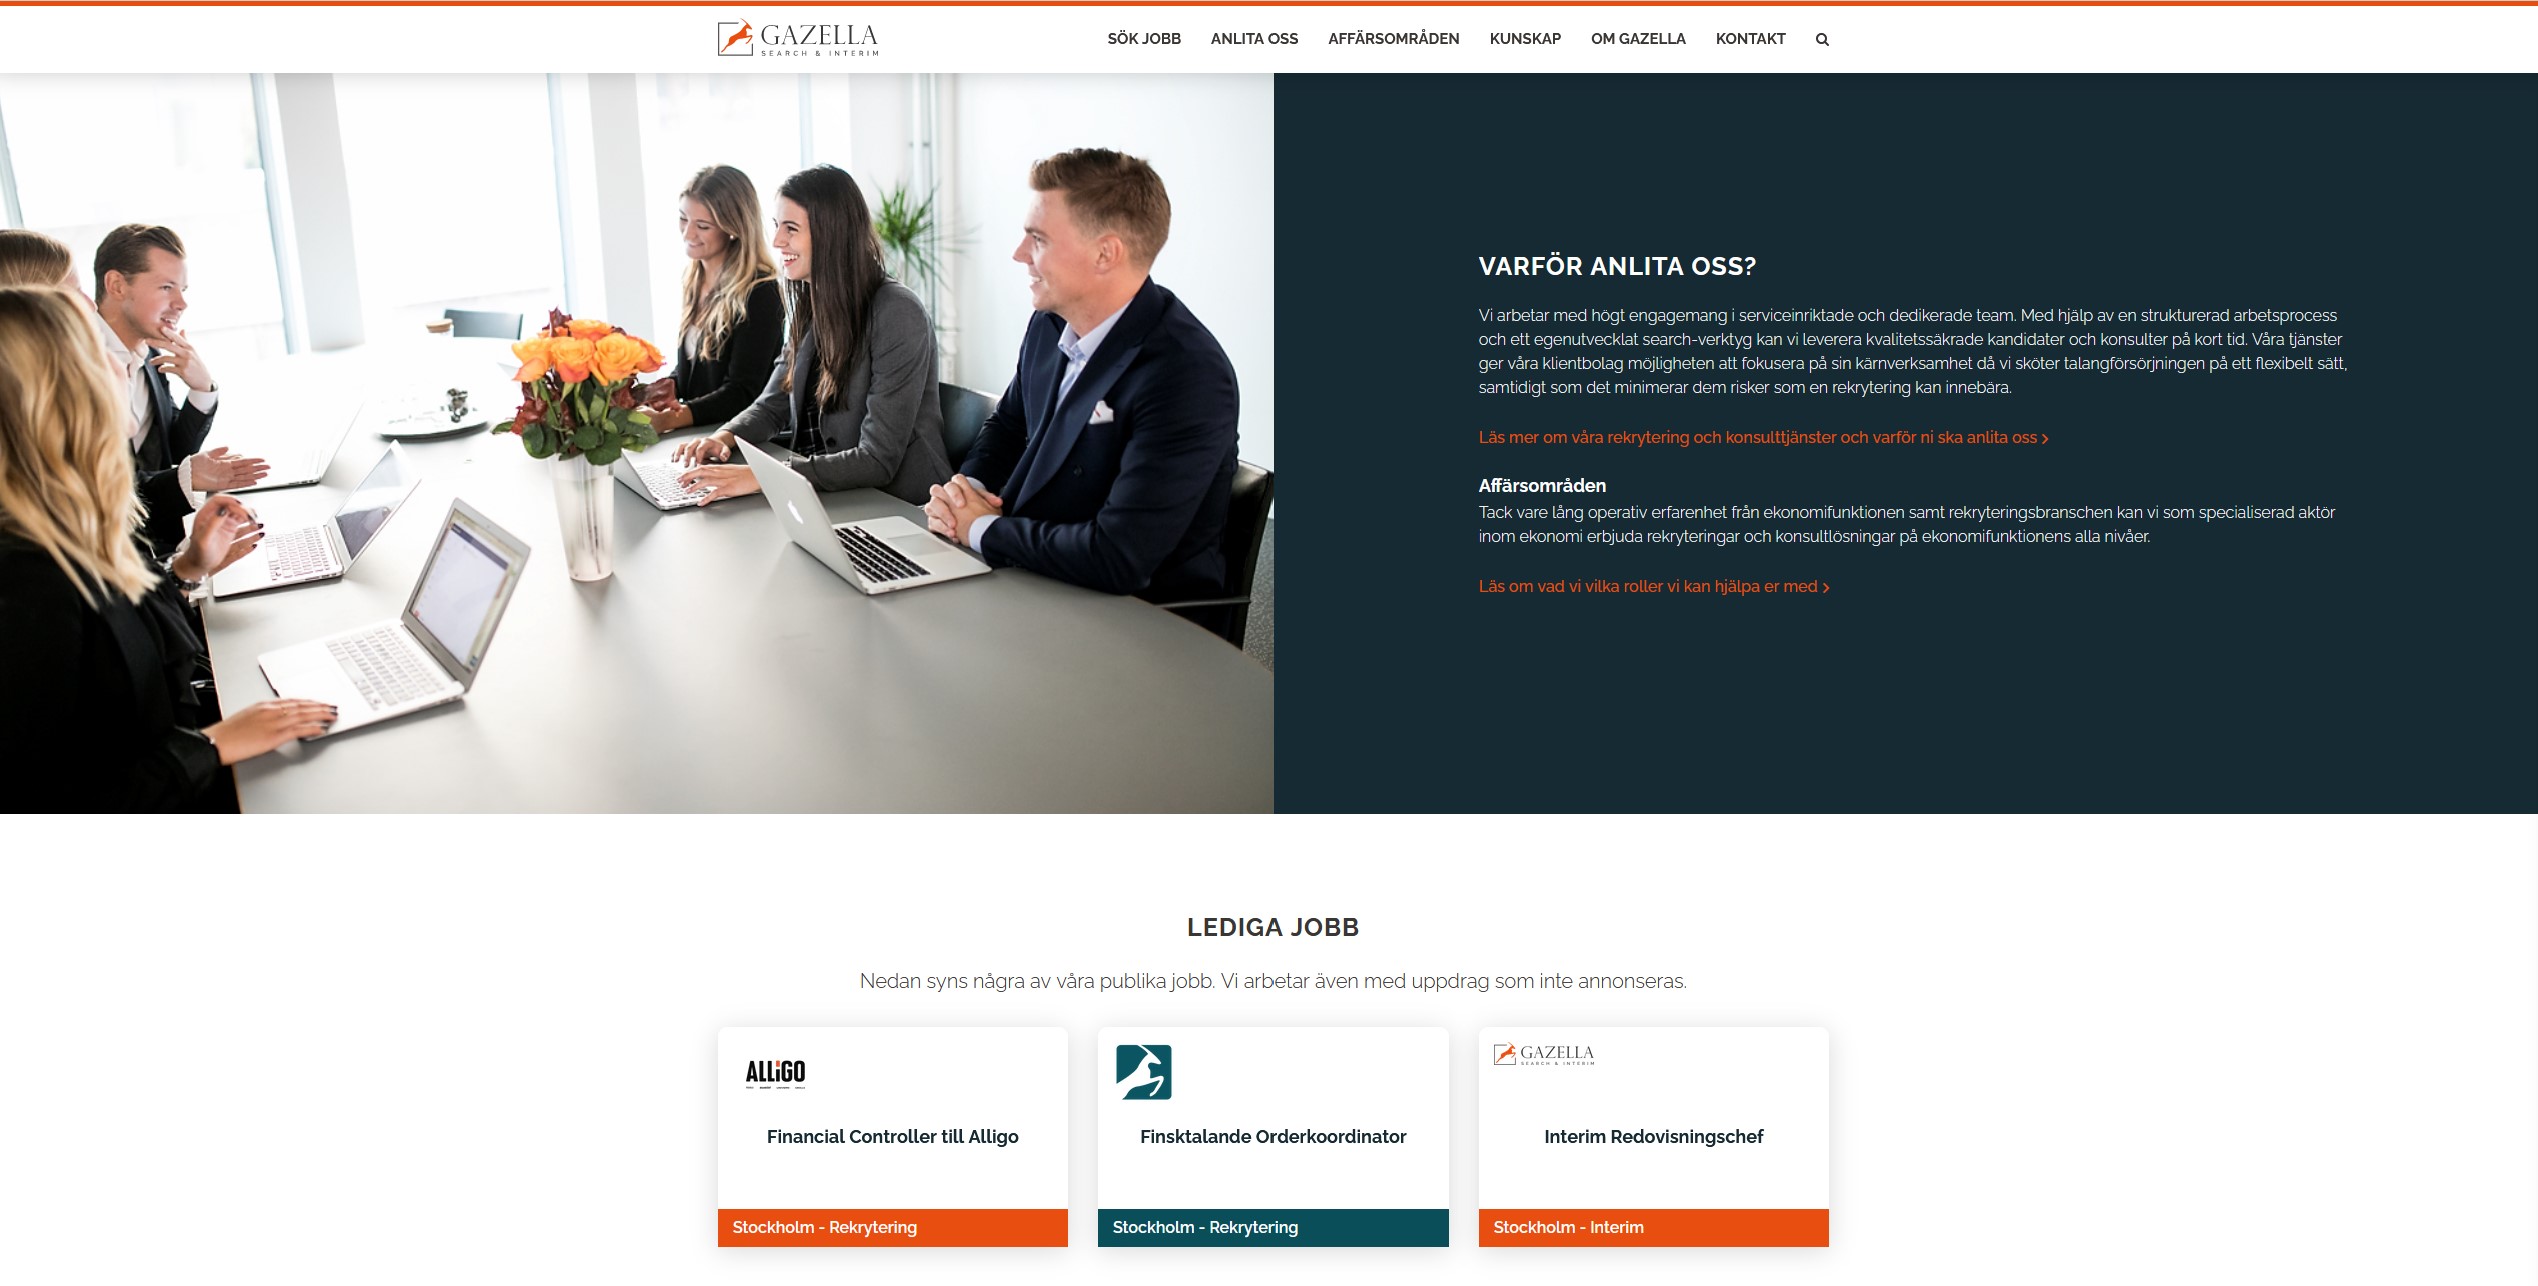 GAZELLA
SEARCH & INTERIM
SÖK JOBB
ANLITA OSS
AFFÄRSOMRÅDEN
KUNSKAP
OM GAZELLA
KONTAKT
VARFÖR ANLITA OSS?
Vi arbetar med högt engagemang i serviceinriktade och dedikerade team. Med hjälp av en strukturerad arbetsprocess
och ett egenutvecklat search-verktyg kan vi leverera kvalitetssäkrade kandidater och konsulter på kort tid. Våra tjänster
ger våra klientbolag möjligheten att fokusera på sin kärnverksamhet då vi sköter talangförsörjningen på ett flexibelt sätt,
samtidigt som det minimerar dem risker som en rekrytering kan innebära.
Läs mer om våra rekrytering och konsulttjänster och varför ni ska anlita oss
Affärsområden
Tack vare lång operativ erfarenhet från ekonomifunktionen samt rekryteringsbranschen kan vi som specialiserad aktör
inom ekonomi erbjuda rekryteringar och konsultlösningar på ekonomifunktionens alla nivåer.
Läs om vad vi vilka roller vi kan hjälpa er med
LEDIGA JOBB
Nedan syns några av våra publika jobb. Vi arbetar även med uppdrag som inte annonseras.
ALLiGO
Financial Controller till Alligo
Stockholm - Rekrytering
Finsktalande Orderkoordinator
Stockholm - Rekrytering
GAZELLA
SEARCH & INTERIM
Interim Redovisningschef
Stockholm - Interim